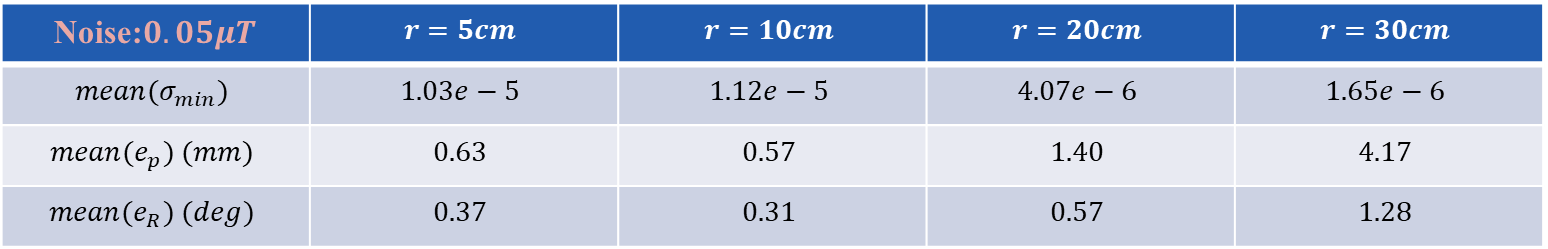 Noise:0.05μT r = 5cm r = 10cm r = 20cm r = 30cm
mean(σ_min) 1.03e − 5 1.12e − 5 4.07e − 6 1.65e − 6
mean(e_p) (mm) 0.63 0.57 1.40 4.17
mean(e_R) (deg) 0.37 0.31 0.57 1.28